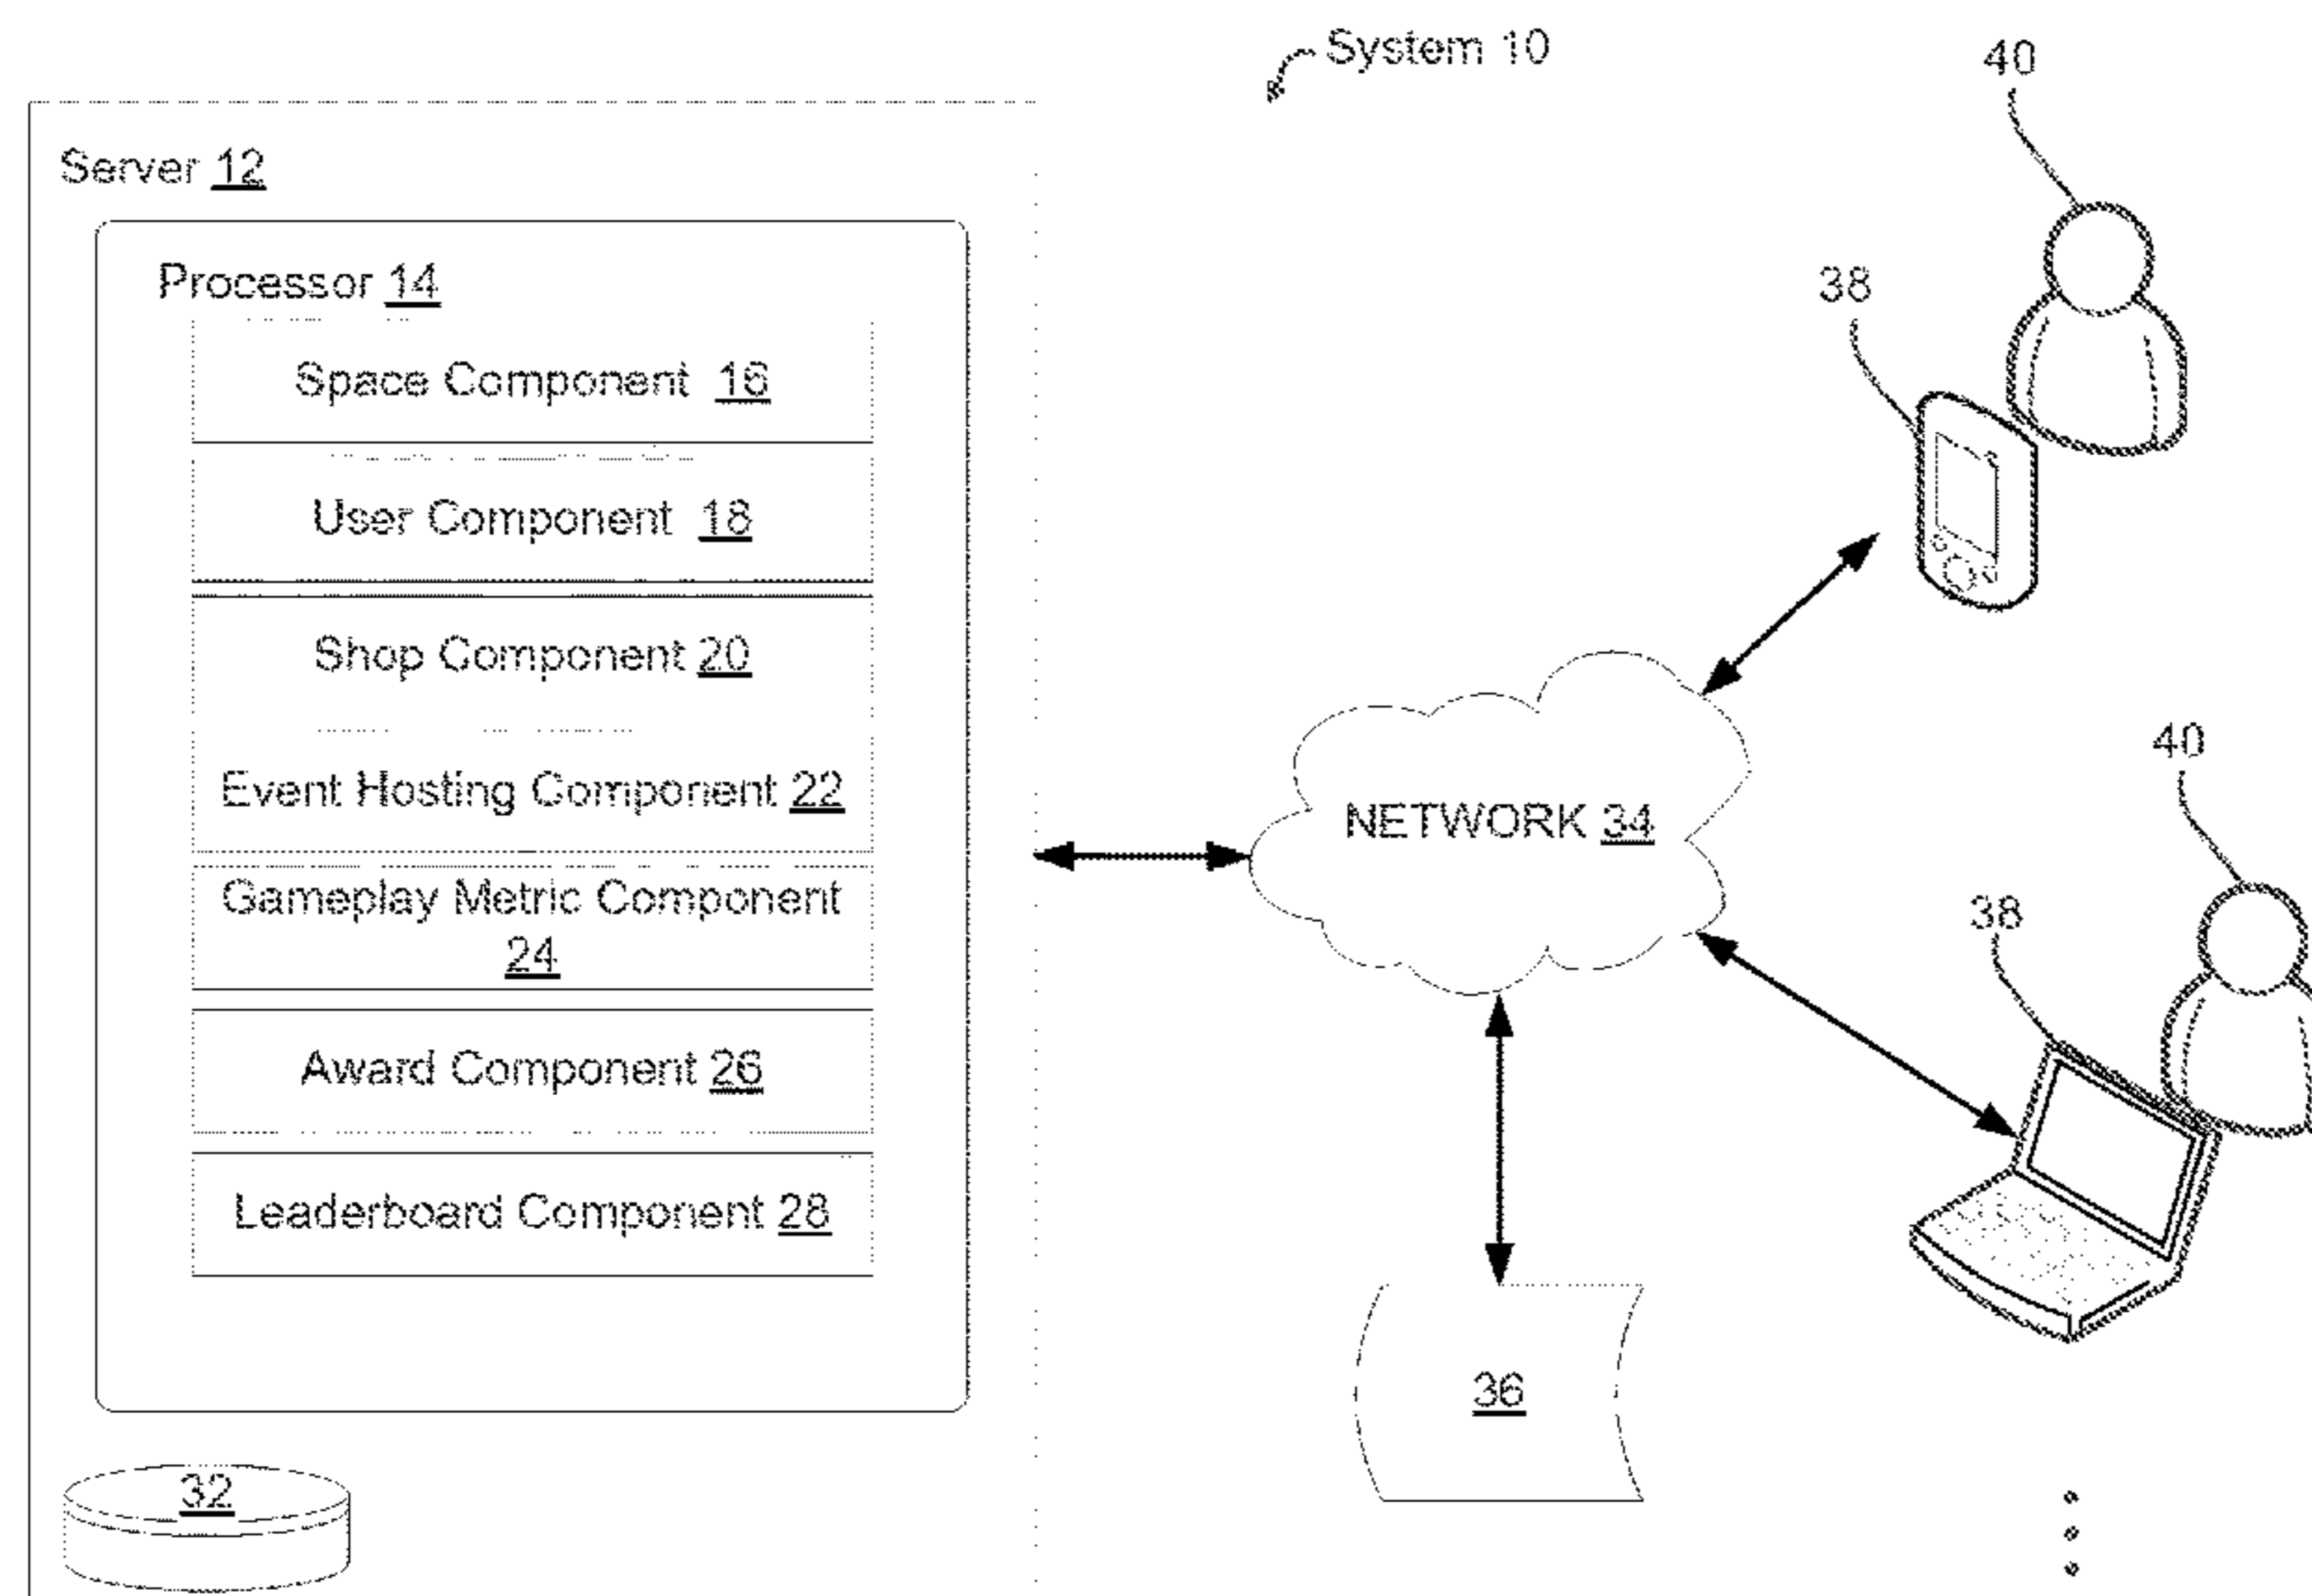 System 10
40
Server 12
Processor 14
38
Space Component 16
User Component 18
Shop Component 20
40
Event Hosting Component 22
NETWORK 34
Gameplay Metric Component
24
38
Award Component 26
Leaderboard Component 28
36
32